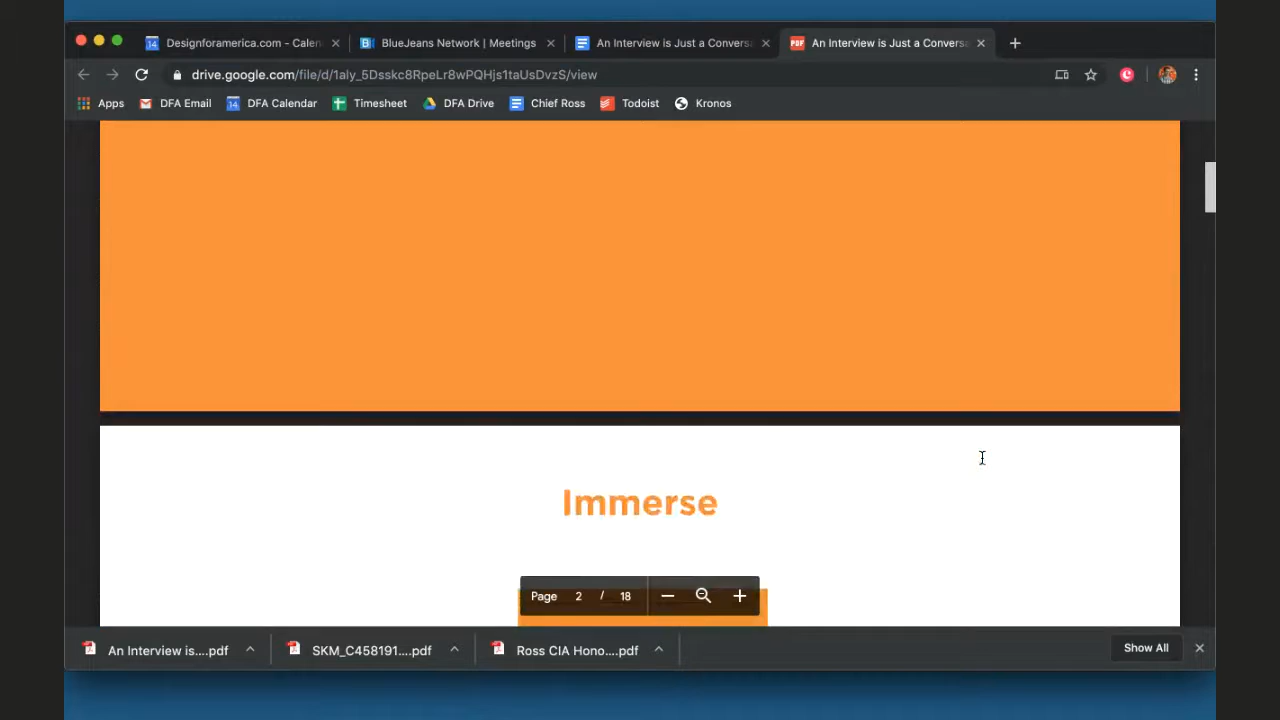 Designforamerica.com - Calen
BlueJeans Network | Meetings
An Interview is Just a Convers
An Interview is Just a Convers
drive.google.com/file/d/1aly_5Dsskc8RpeLr8wPQHjs1taUsDvzS/view
Apps
DFA Email
DFA Calendar
Timesheet
DFA Drive
Chief Ross
Todoist
Kronos
Immerse
Page 2 / 18
An Interview is....pdf
SKM_C458191....pdf
Ross CIA Hono....pdf
Show All